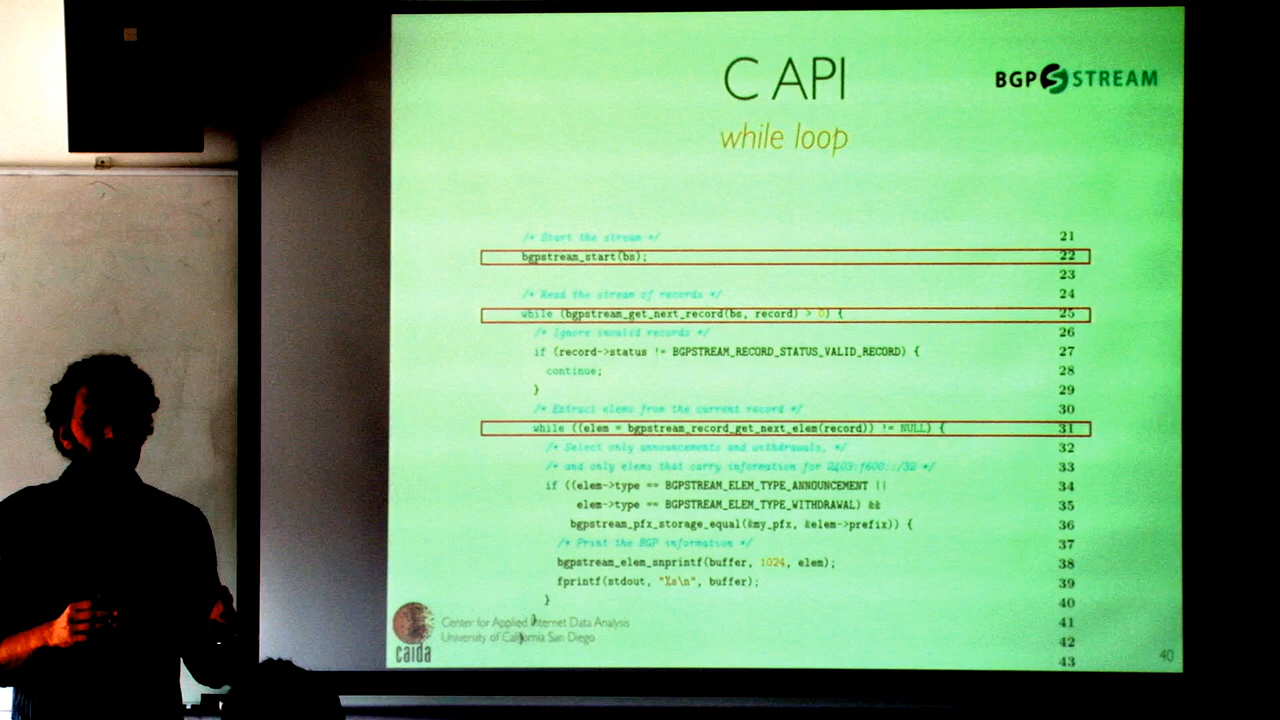 C API
BGP STREAM
while loop
/* Start the stream */ 21
bgpstream_start(bs); 22
23
/* Read the stream of records */ 24
while (bgpstream_get_next_record(bs, record) > 0) { 25
/* Ignore invalid records */ 26
if (record->status != BGPSTREAM_RECORD_STATUS_VALID_RECORD) { 27
continue; 28
} 29
/* Extract elems from the current record */ 30
while ((elem = bgpstream_record_get_next_elem(record)) != NULL) { 31
/* Select only announcements and withdrawals, */ 32
/* and only elems that carry information for 2403:f600::/32 */ 33
if ((elem->type == BGPSTREAM_ELEM_TYPE_ANNOUNCEMENT || 34
elem->type == BGPSTREAM_ELEM_TYPE_WITHDRAWAL) && 35
bgpstream_pfx_storage_equal(&my_pfx, &elem->prefix)) { 36
/* Print the BGP information */ 37
bgpstream_elem_snprintf(buffer, 1024, elem); 38
fprintf(stdout, "%s\n", buffer); 39
} 40
} 41
} 42
43
Center for Applied Internet Data Analysis
University of California San Diego
caida
40